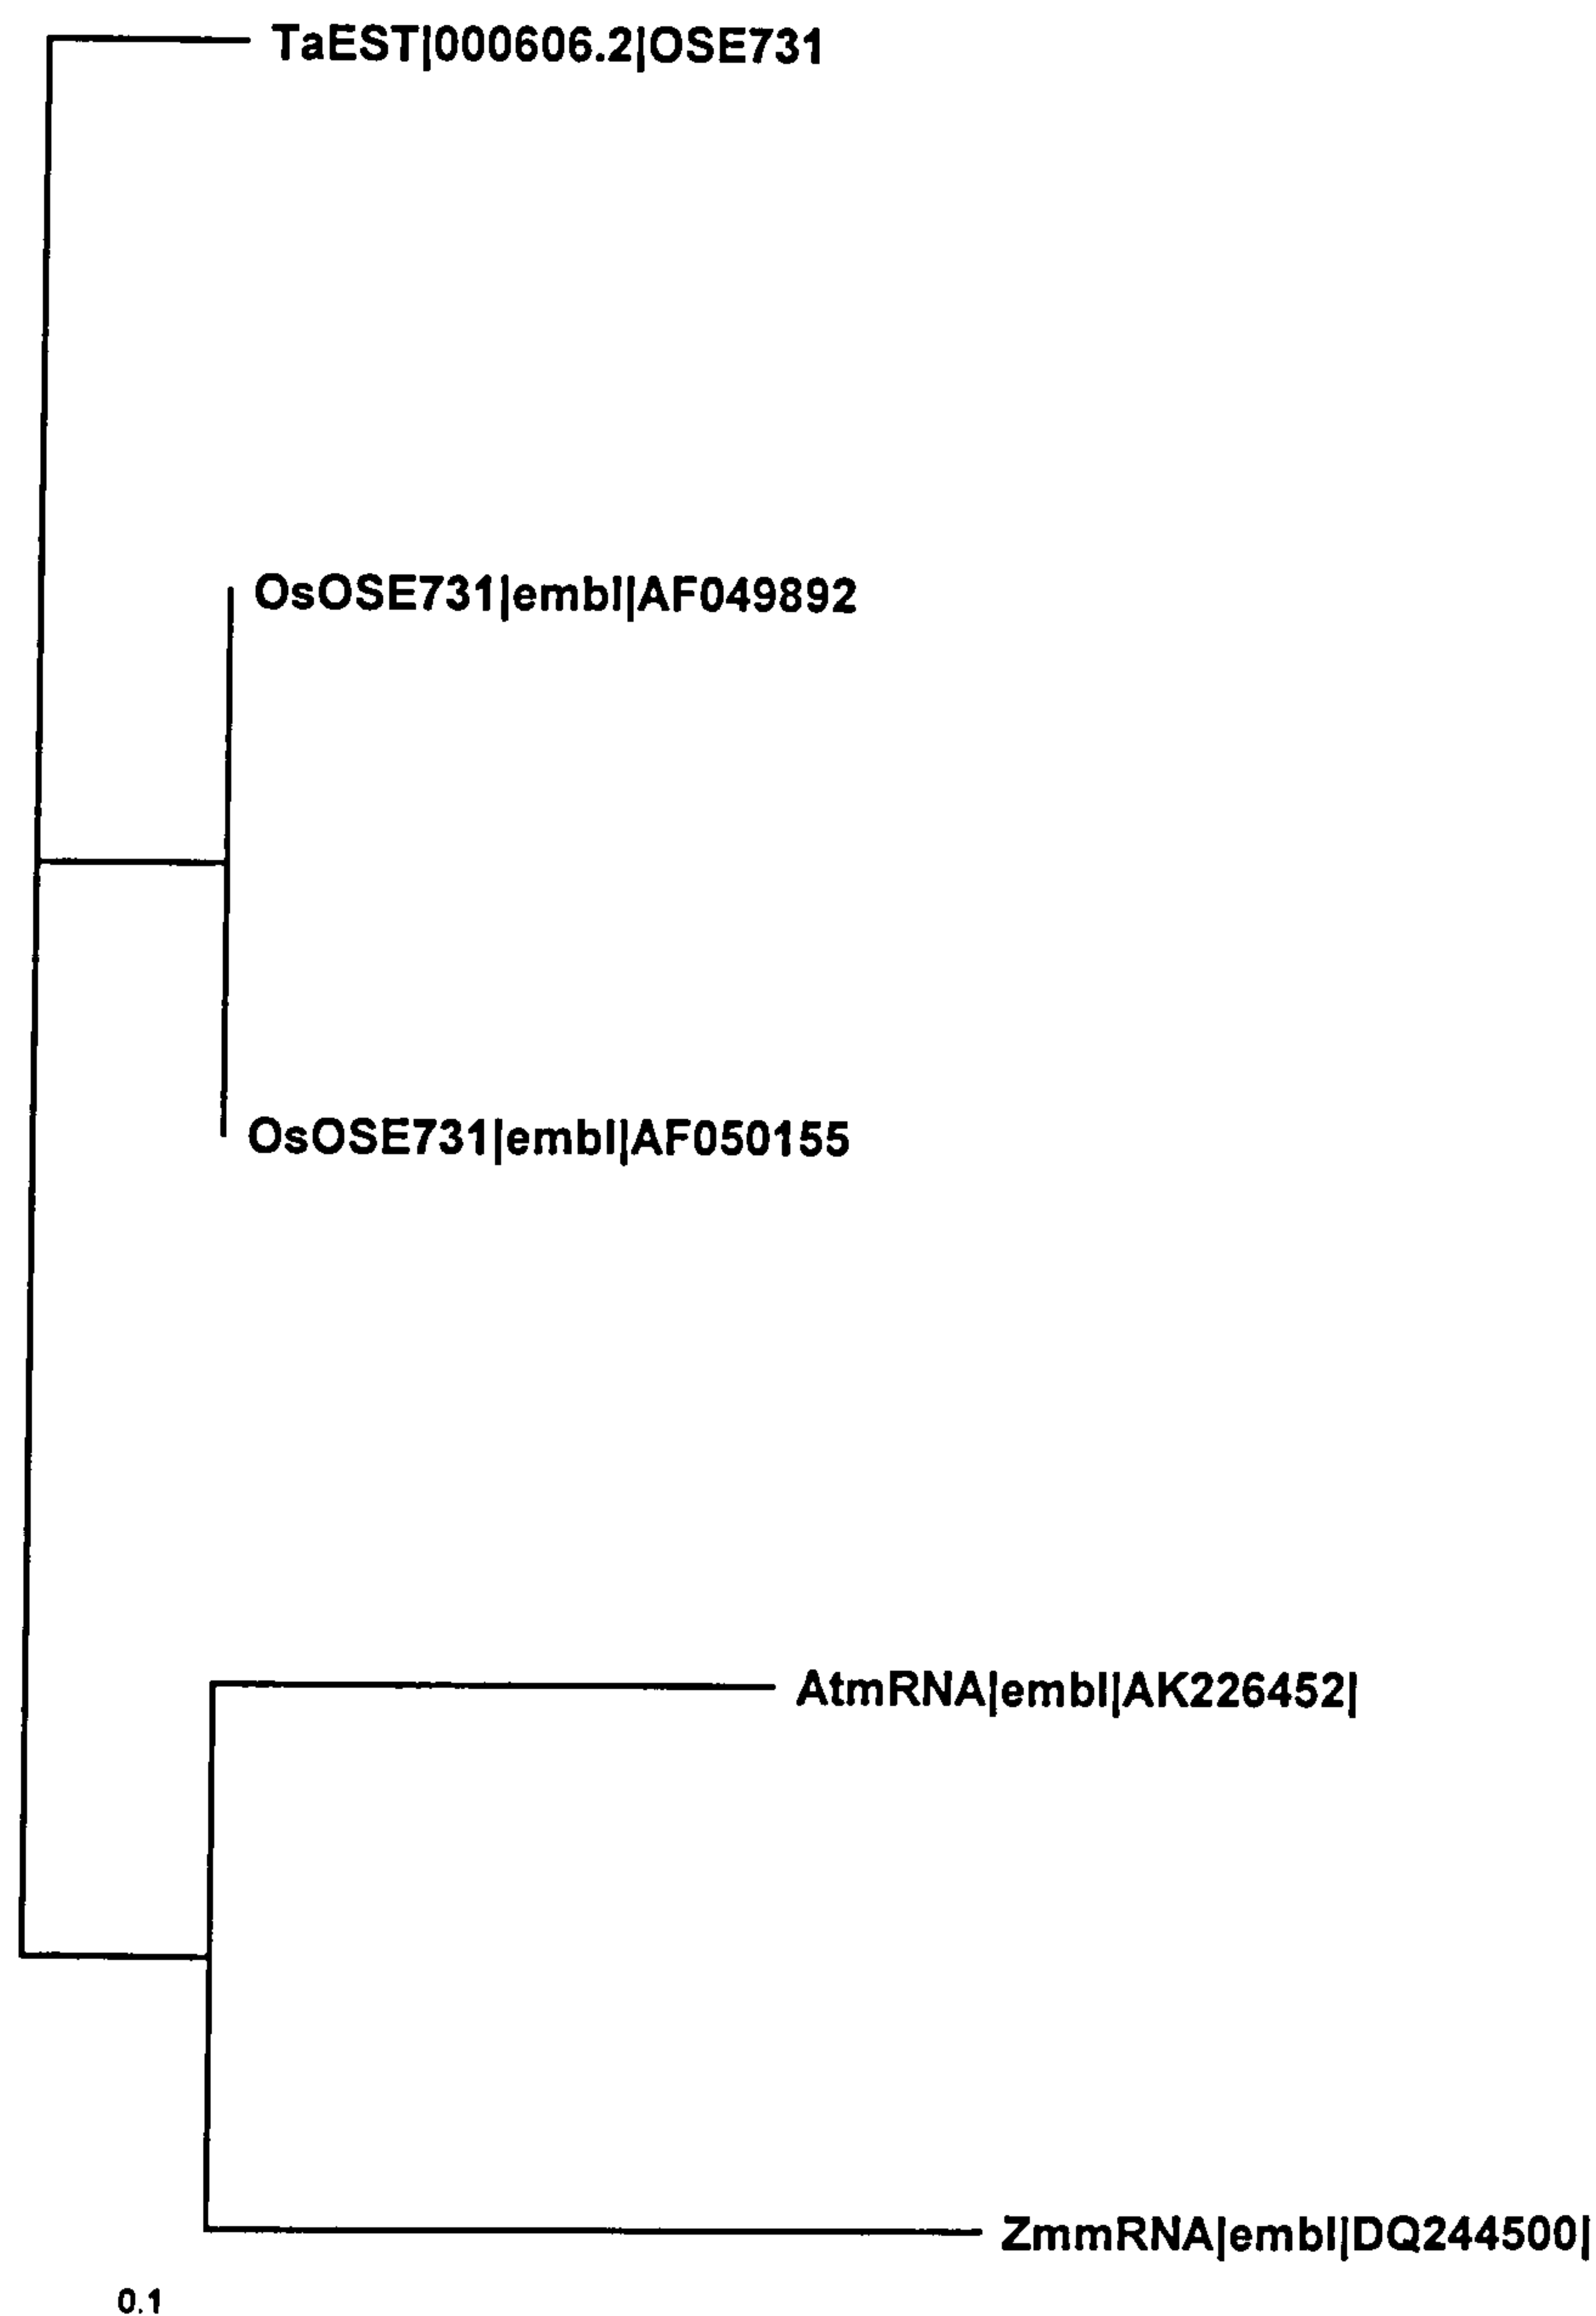 TaEST|000606.2|OSE731
OsOSE731|embl|AF049892
OsOSE731|embl|AF050155
AtmRNA|embl|AK226452|
ZmmRNA|embl|DQ244500|
0.1